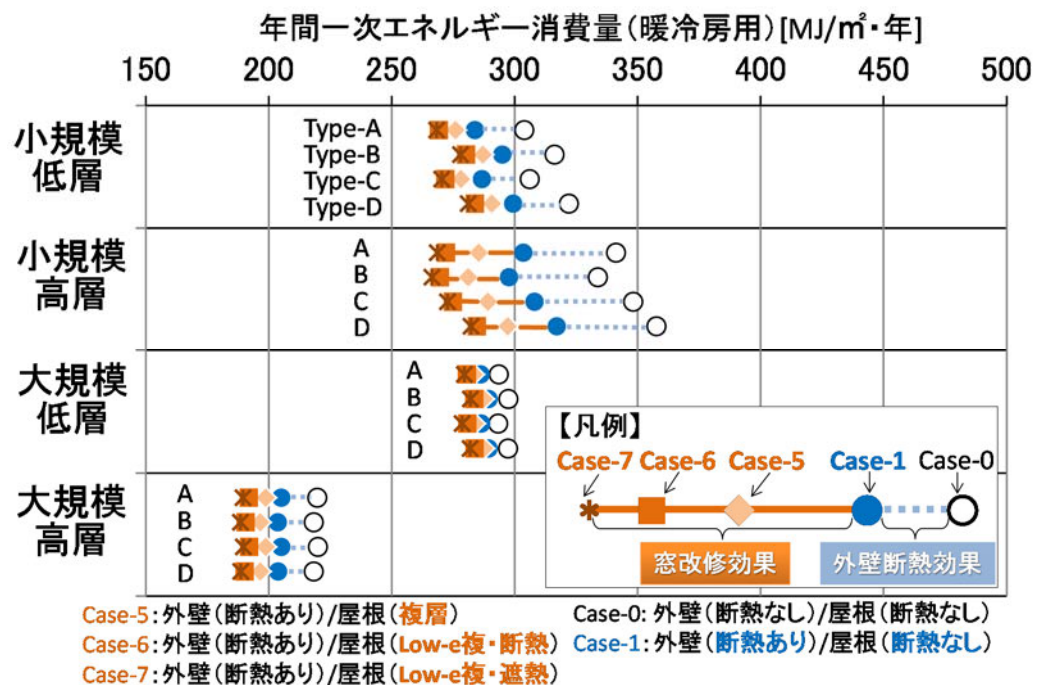 年間一次エネルギー消費量(暖冷房用)[MJ/㎡・年]
150 200 250 300 350 400 450 500
小規模
低層
Type-A
Type-B
Type-C
Type-D
小規模
高層
A
B
C
D
大規模
低層
A
B
C
D
大規模
高層
A
B
C
D
【凡例】
Case-7 Case-6 Case-5 Case-1 Case-0
窓改修効果 外壁断熱効果
Case-5:外壁(断熱あり)/屋根(複層)
Case-6:外壁(断熱あり)/屋根(Low-e複・断熱)
Case-7:外壁(断熱あり)/屋根(Low-e複・遮熱)
Case-0:外壁(断熱なし)/屋根(断熱なし)
Case-1:外壁(断熱あり)/屋根(断熱なし)